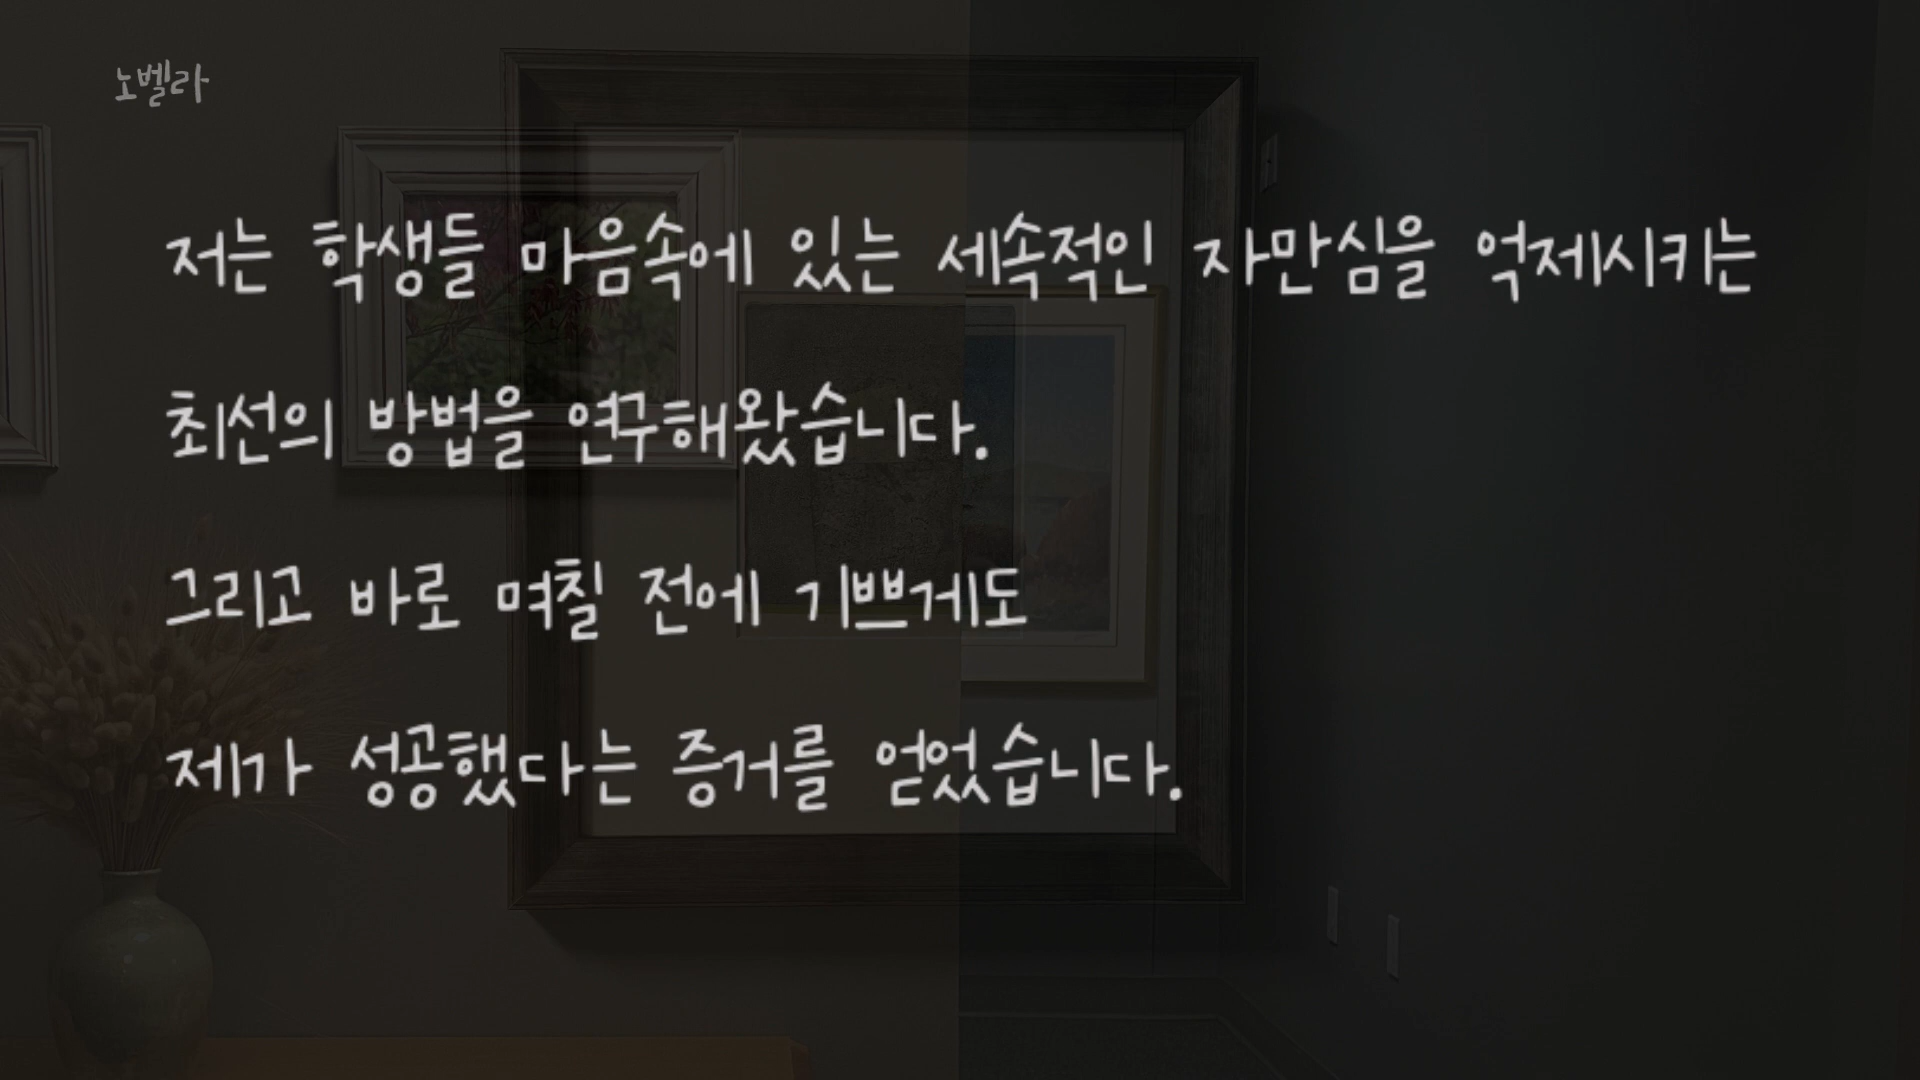 노벨라
저는 학생들 마음속에 있는 세속적인 자만심을 억제시키는
최선의 방법을 연구해왔습니다.
그리고 바로 며칠 전에 기쁘게도
제가 성공했다는 증거를 얻었습니다.